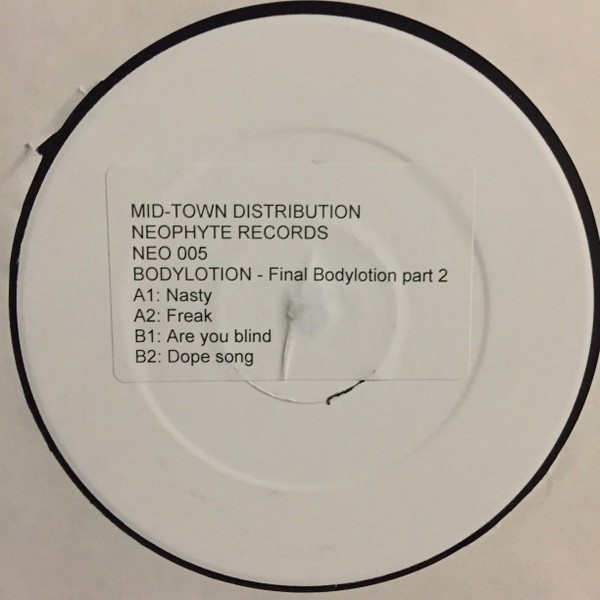 MID-TOWN DISTRIBUTION
NEOPHYTE RECORDS
NEO 005
BODYLOTION - Final Bodylotion part 2
A1: Nasty
A2: Freak
B1: Are you blind
B2: Dope song